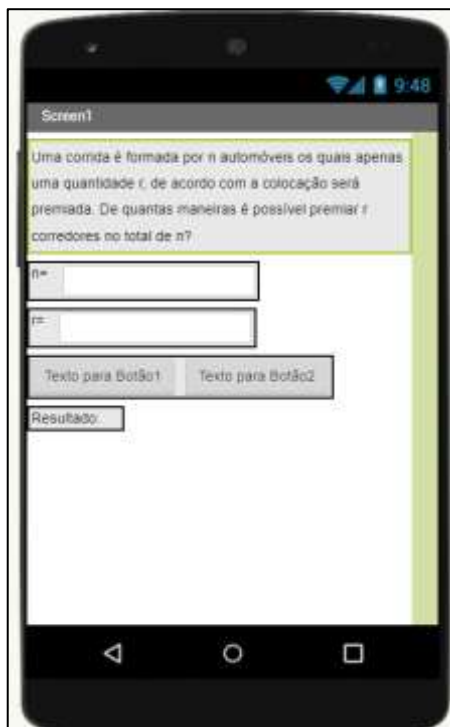 9:48
Screen1
Uma corrida é formada por n automóveis os quais apenas
uma quantidade r, de acordo com a colocação será
premiada. De quantas maneiras é possível premiar r
corredores no total de n?
n=
r=
Texto para Botão1 Texto para Botão2
Resultado: